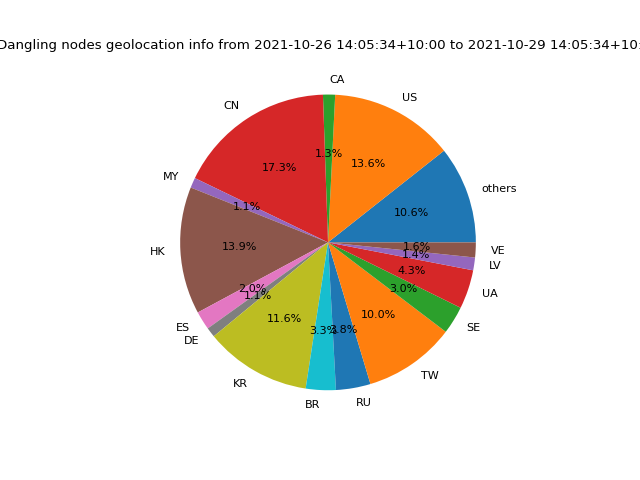 Dangling nodes geolocation info from 2021-10-26 14:05:34+10:00 to 2021-10-29 14:05:34+10:
CA
US
CN
1.3%
13.6%
17.3%
MY
others
1.1%
10.6%
HK
13.9%
1.6%
VE
1.4%
LV
4.3%
UA
2.0%
3.0%
1.1%
ES
11.6%
3.3%
3.8%
10.0%
SE
DE
KR
TW
BR
RU